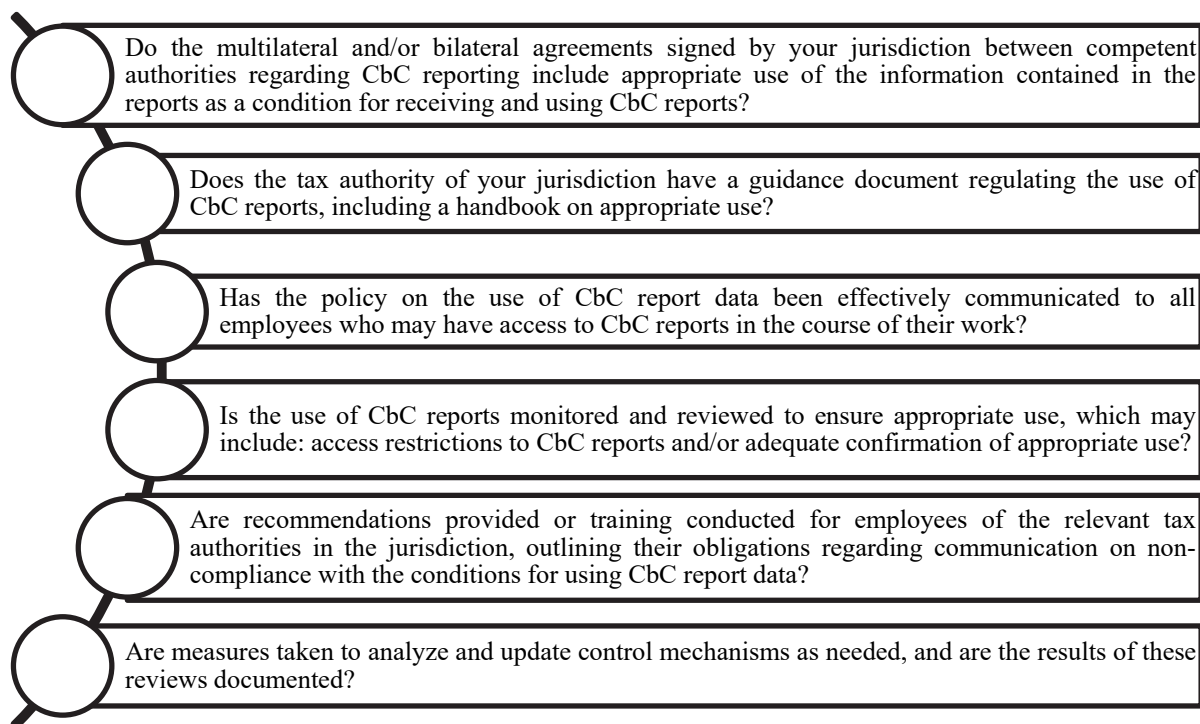 Do the multilateral and/or bilateral agreements signed by your jurisdiction between competent
authorities regarding CbC reporting include appropriate use of the information contained in the
reports as a condition for receiving and using CbC reports?
Does the tax authority of your jurisdiction have a guidance document regulating the use of
CbC reports, including a handbook on appropriate use?
Has the policy on the use of CbC report data been effectively communicated to all
employees who may have access to CbC reports in the course of their work?
Is the use of CbC reports monitored and reviewed to ensure appropriate use, which may
include: access restrictions to CbC reports and/or adequate confirmation of appropriate use?
Are recommendations provided or training conducted for employees of the relevant tax
authorities in the jurisdiction, outlining their obligations regarding communication on non-
compliance with the conditions for using CbC report data?
Are measures taken to analyze and update control mechanisms as needed, and are the results of these
reviews documented?